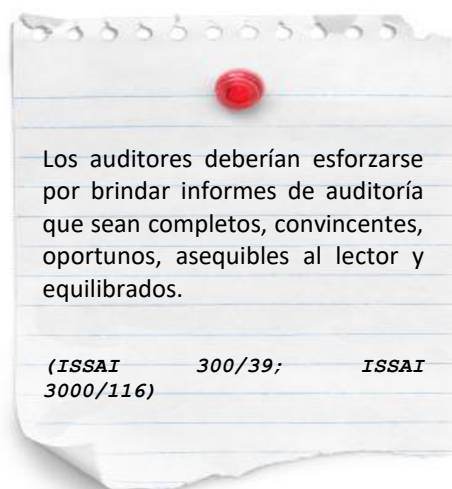 Los auditores deberían esforzarse
por brindar informes de auditoría
que sean completos, convincentes,
oportunos, asequibles al lector y
equilibrados.
(ISSAI 300/39; ISSAI
3000/116)